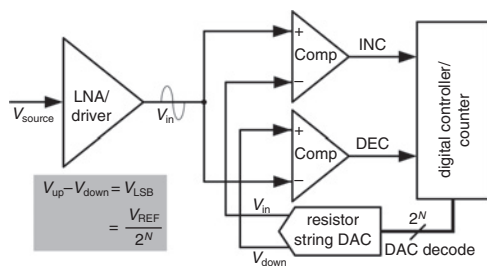 LNA/
driver
V_source
V_in
+
−
Comp
INC
+
−
Comp
DEC
digital controller/
counter
V_up − V_down = V_LSB
= V_REF / 2^N
V_in
V_down
resistor
string DAC
2^N
DAC decode